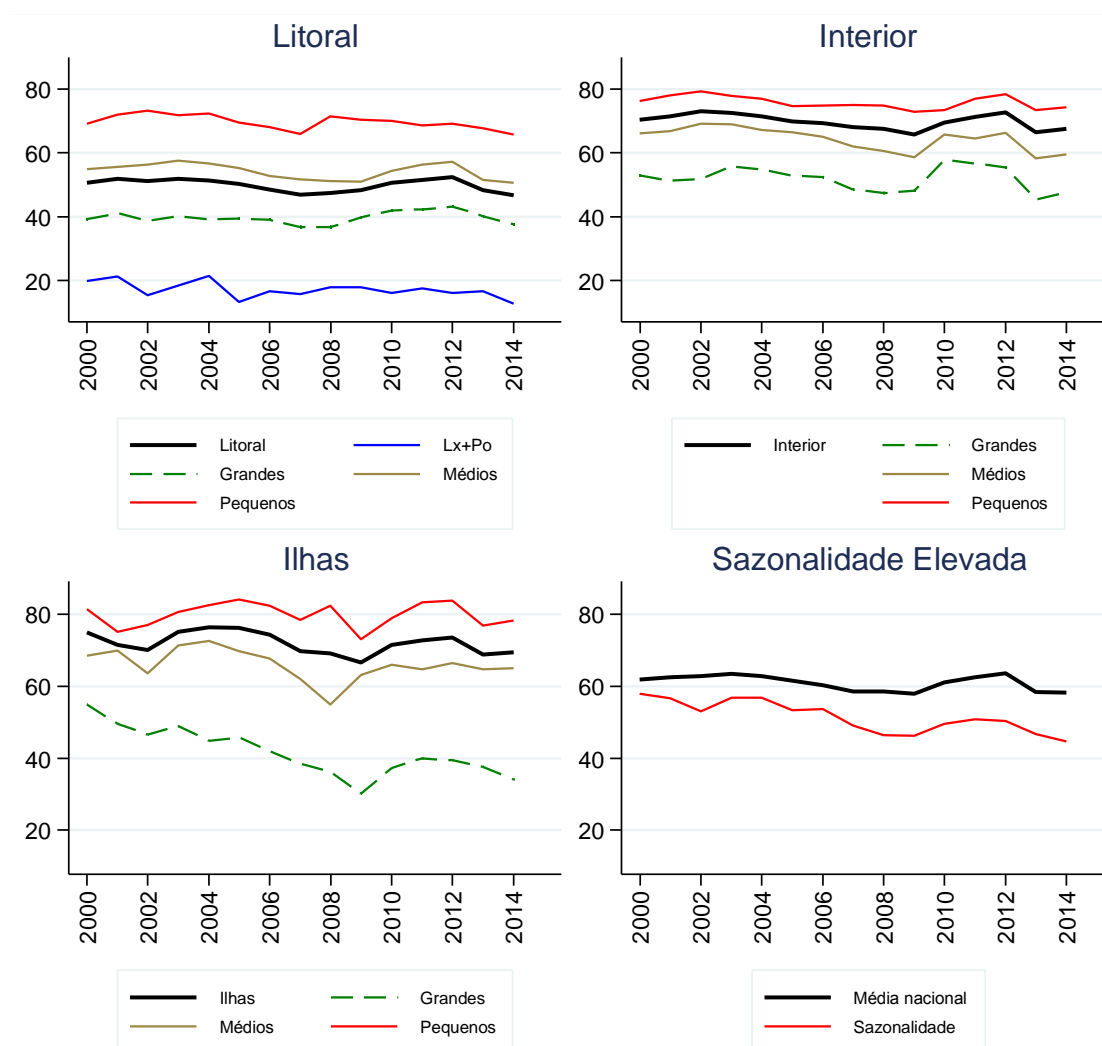 Litoral
80
60
40
20
2000 2002 2004 2006 2008 2010 2012 2014
Litoral Lx+Po
Grandes Médios
Pequenos
Interior
80
60
40
20
2000 2002 2004 2006 2008 2010 2012 2014
Interior Grandes
Médios
Pequenos
Ilhas
80
60
40
20
2000 2002 2004 2006 2008 2010 2012 2014
Ilhas Grandes
Médios Pequenos
Sazonalidade Elevada
80
60
40
20
2000 2002 2004 2006 2008 2010 2012 2014
Média nacional
Sazonalidade